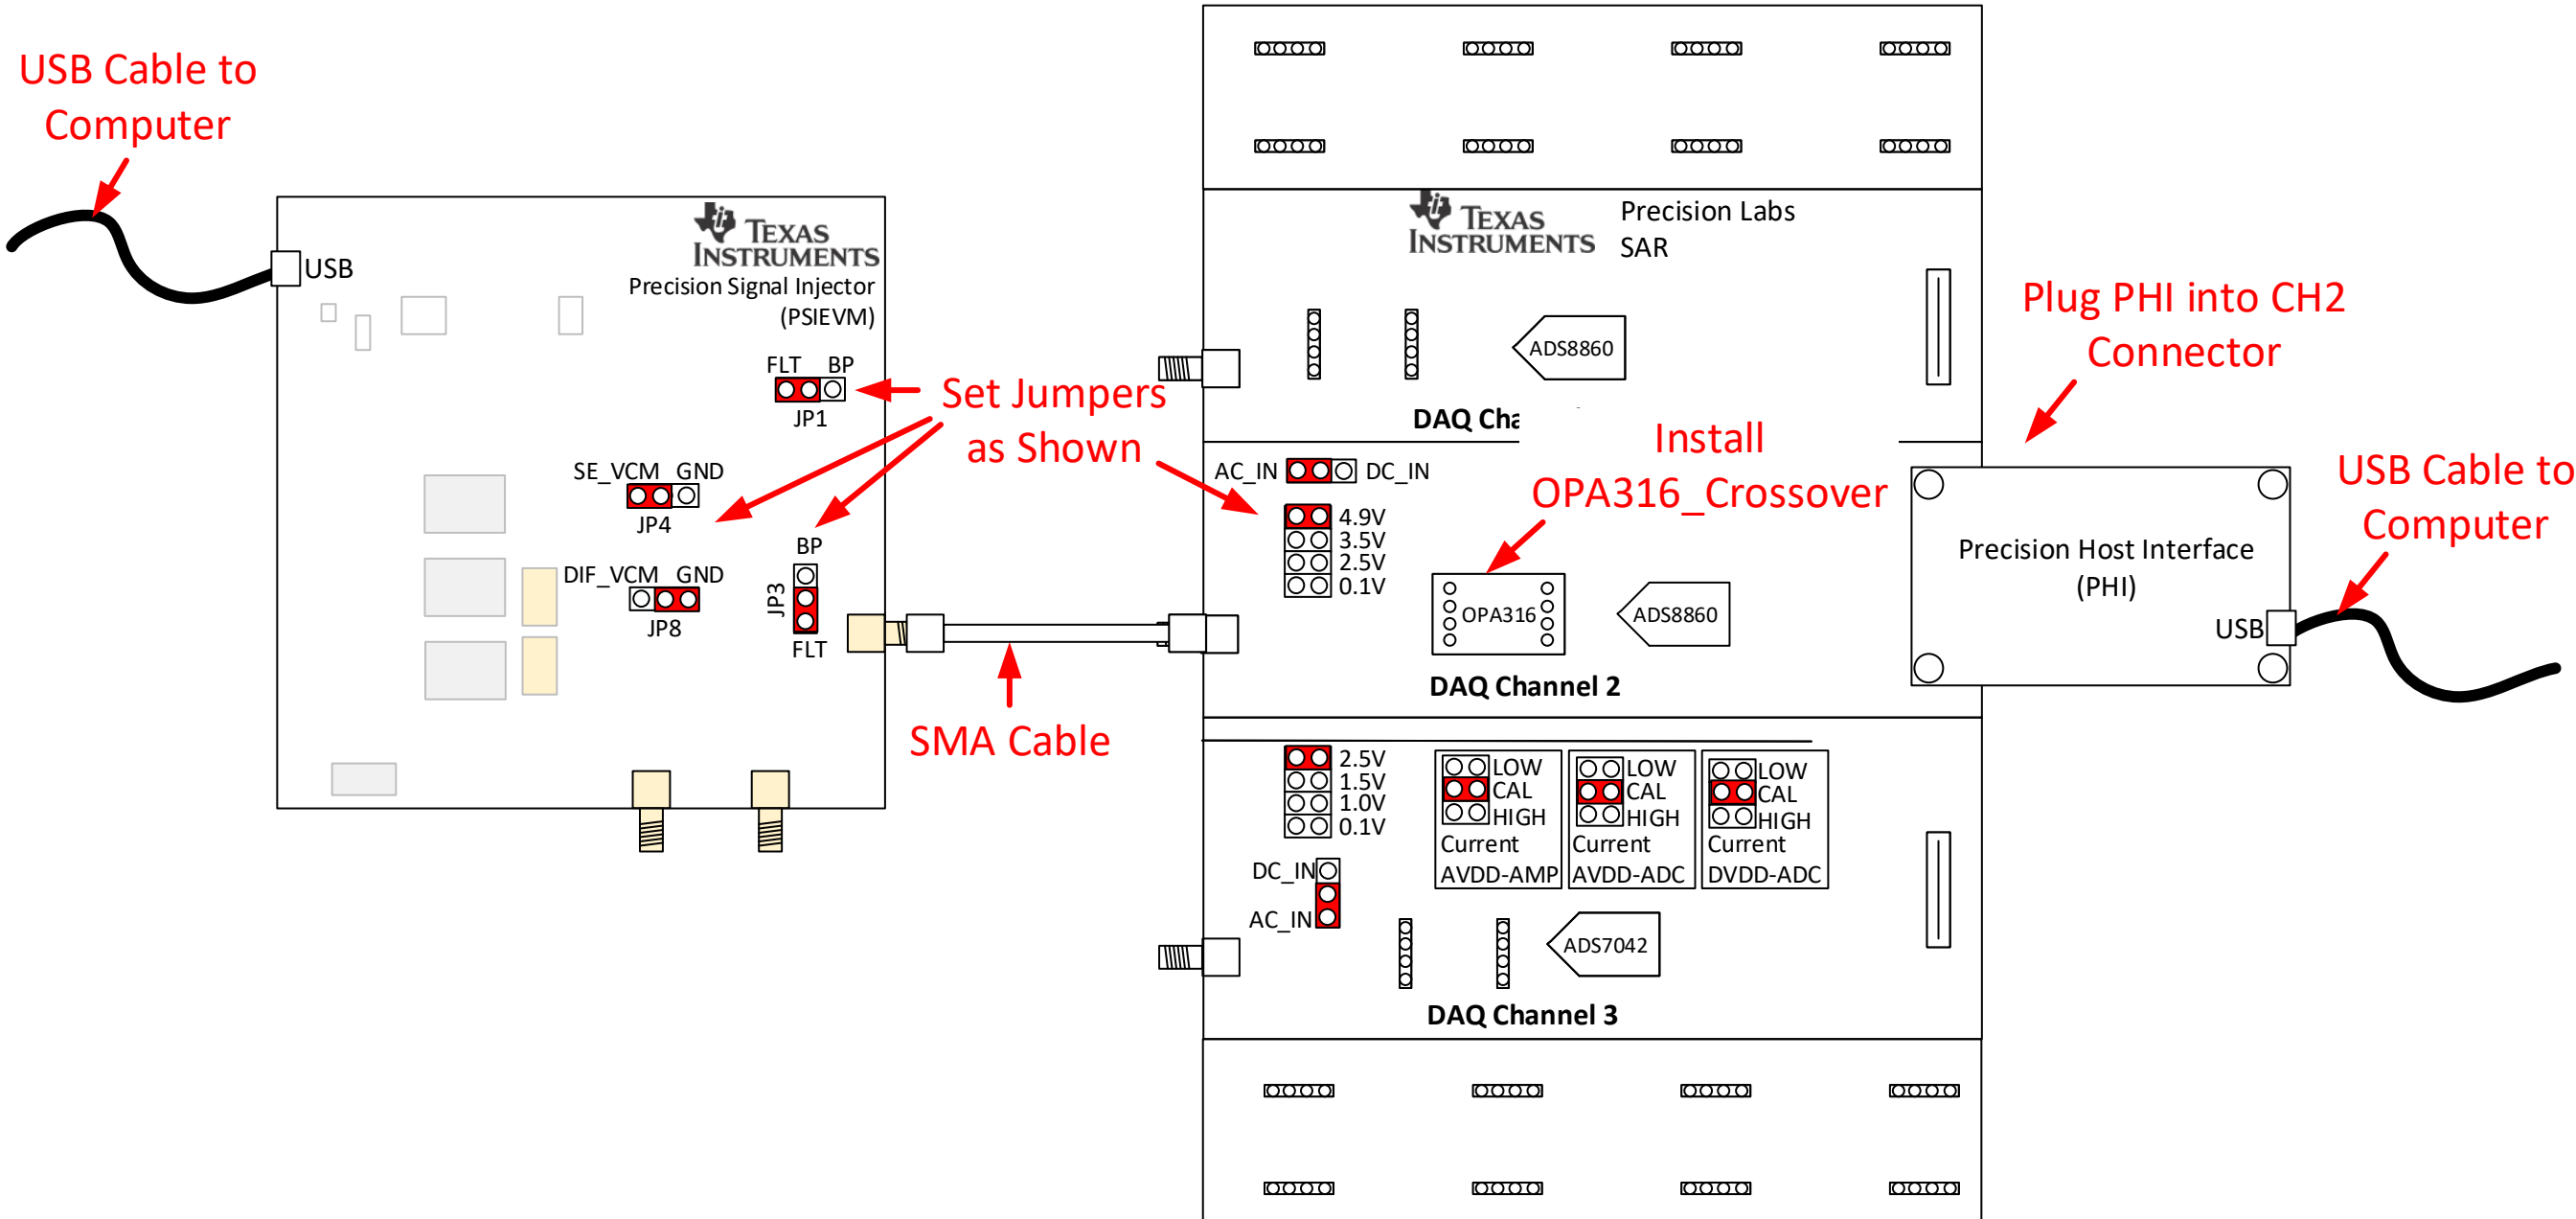 USB Cable to
Computer
USB
TEXAS
INSTRUMENTS
Precision Signal Injector
(PSIEVM)
FLT BP
JP1
SE_VCM GND
JP4
DIF_VCM GND
JP8
BP
JP3
FLT
Set Jumpers
as Shown
SMA Cable
TEXAS
INSTRUMENTS
Precision Labs
SAR
ADS8860
DAQ Cha
AC_IN DC_IN
4.9V
3.5V
2.5V
0.1V
Install
OPA316_Crossover
OPA316
ADS8860
DAQ Channel 2
Plug PHI into CH2
Connector
Precision Host Interface
(PHI)
USB
USB Cable to
Computer
2.5V
1.5V
1.0V
0.1V
DC_IN
AC_IN
LOW
CAL
HIGH
Current
AVDD-AMP
LOW
CAL
HIGH
Current
AVDD-ADC
LOW
CAL
HIGH
Current
DVDD-ADC
ADS7042
DAQ Channel 3